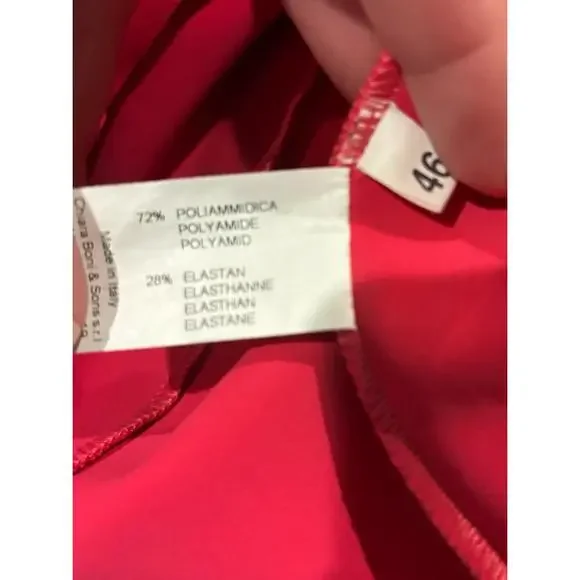 72% POLIAMMIDICA
POLYAMIDE
POLYAMID
28% ELASTAN
ELASTHANNE
ELASTHAN
ELASTANE
Made in Italy
Chiara Boni & Sons s.r.l
46